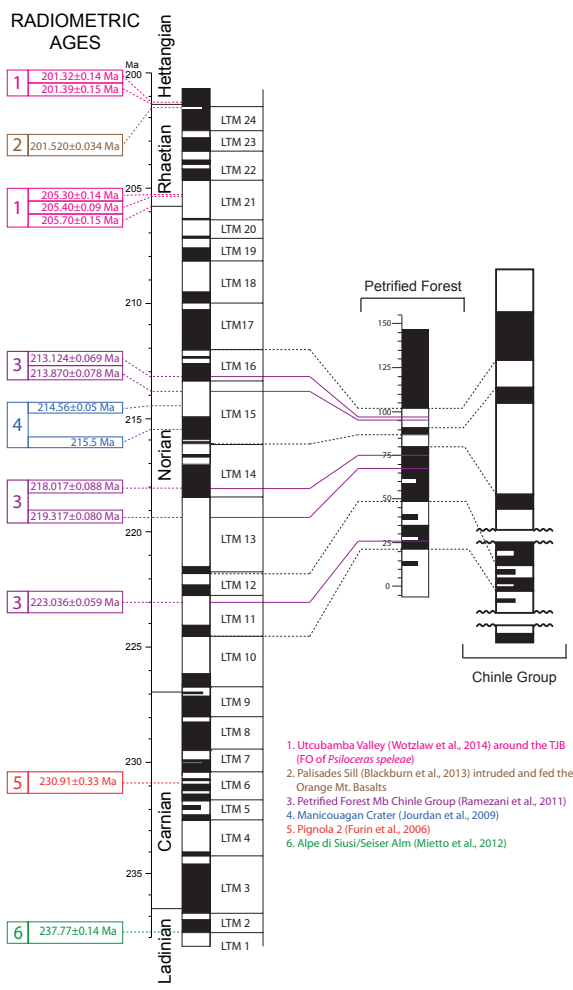 RADIOMETRIC
AGES
Ma
Hettangian
Rhaetian
Norian
Carnian
Ladinian
1
201.32±0.14 Ma
201.39±0.15 Ma
2
201.520±0.034 Ma
1
205.30±0.14 Ma
205.40±0.09 Ma
205.70±0.15 Ma
3
213.124±0.069 Ma
213.870±0.078 Ma
4
214.56±0.05 Ma
215.5 Ma
3
218.017±0.088 Ma
219.317±0.080 Ma
3
223.036±0.059 Ma
5
230.91±0.33 Ma
6
237.77±0.14 Ma
200
205
210
215
220
225
230
235
LTM 24
LTM 23
LTM 22
LTM 21
LTM 20
LTM 19
LTM 18
LTM17
LTM 16
LTM 15
LTM 14
LTM 13
LTM 12
LTM 11
LTM 10
LTM 9
LTM 8
LTM 7
LTM 6
LTM 5
LTM 4
LTM 3
LTM 2
LTM 1
Petrified Forest
150
125
100
75
50
25
0
Chinle Group
1. Utcubamba Valley (Wotzlaw et al., 2014) around the TJB
(FO of Psiloceras speleae)
2. Palisades Sill (Blackburn et al., 2013) intruded and fed the
Orange Mt. Basalts
3. Petrified Forest Mb Chinle Group (Ramezani et al., 2011)
4. Manicouagan Crater (Jourdan et al., 2009)
5. Pignola 2 (Furin et al., 2006)
6. Alpe di Siusi/Seiser Alm (Mietto et al., 2012)